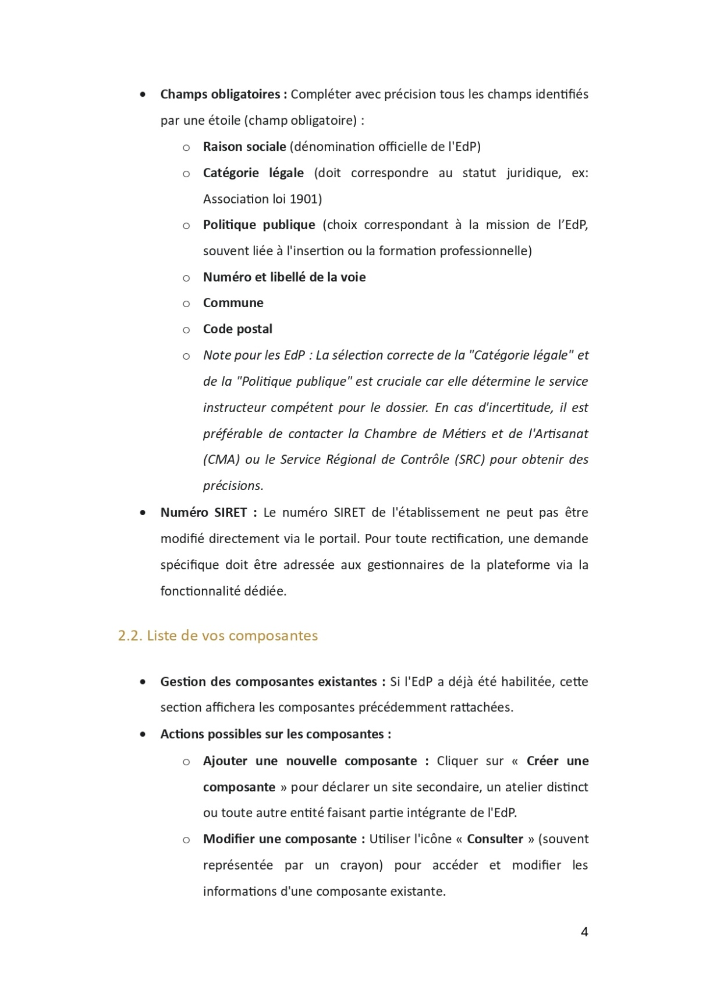 • Champs obligatoires : Compléter avec précision tous les champs identifiés
par une étoile (champ obligatoire) :
o Raison sociale (dénomination officielle de l'EdP)
o Catégorie légale (doit correspondre au statut juridique, ex:
Association loi 1901)
o Politique publique (choix correspondant à la mission de l’EdP,
souvent liée à l'insertion ou la formation professionnelle)
o Numéro et libellé de la voie
o Commune
o Code postal
o Note pour les EdP : La sélection correcte de la "Catégorie légale" et
de la "Politique publique" est cruciale car elle détermine le service
instructeur compétent pour le dossier. En cas d'incertitude, il est
préférable de contacter la Chambre de Métiers et de l'Artisanat
(CMA) ou le Service Régional de Contrôle (SRC) pour obtenir des
précisions.
• Numéro SIRET : Le numéro SIRET de l'établissement ne peut pas être
modifié directement via le portail. Pour toute rectification, une demande
spécifique doit être adressée aux gestionnaires de la plateforme via la
fonctionnalité dédiée.
2.2. Liste de vos composantes
• Gestion des composantes existantes : Si l'EdP a déjà été habilitée, cette
section affichera les composantes précédemment rattachées.
• Actions possibles sur les composantes :
o Ajouter une nouvelle composante : Cliquer sur « Créer une
composante » pour déclarer un site secondaire, un atelier distinct
ou toute autre entité faisant partie intégrante de l'EdP.
o Modifier une composante : Utiliser l'icône « Consulter » (souvent
représentée par un crayon) pour accéder et modifier les
informations d'une composante existante.
4